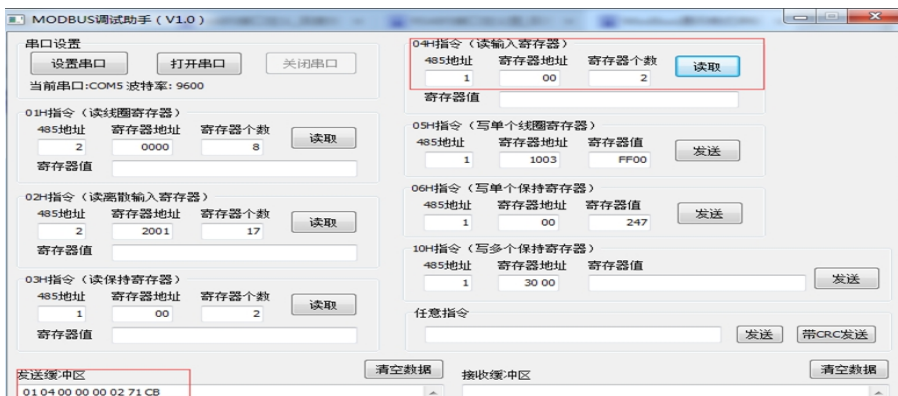 MODBUS调试助手（V1.0）
串口设置
设置串口 打开串口 关闭串口
当前串口:COM5 波特率: 9600
01H指令（读线圈寄存器）
485地址 寄存器地址 寄存器个数
2 0000 8 读取
寄存器值
02H指令（读离散输入寄存器）
485地址 寄存器地址 寄存器个数
2 2001 17 读取
寄存器值
03H指令（读保持寄存器）
485地址 寄存器地址 寄存器个数
1 00 2 读取
寄存器值
04H指令（读输入寄存器）
485地址 寄存器地址 寄存器个数
1 00 2 读取
寄存器值
05H指令（写单个线圈寄存器）
485地址 寄存器地址 寄存器值
1 1003 FF00 发送
06H指令（写单个保持寄存器）
485地址 寄存器地址 寄存器值
1 00 247 发送
10H指令（写多个保持寄存器）
485地址 寄存器地址 寄存器值
1 30 00 发送
任意指令
发送 带CRC发送
发送缓冲区 清空数据
01 04 00 00 00 02 71 CB
接收缓冲区 清空数据